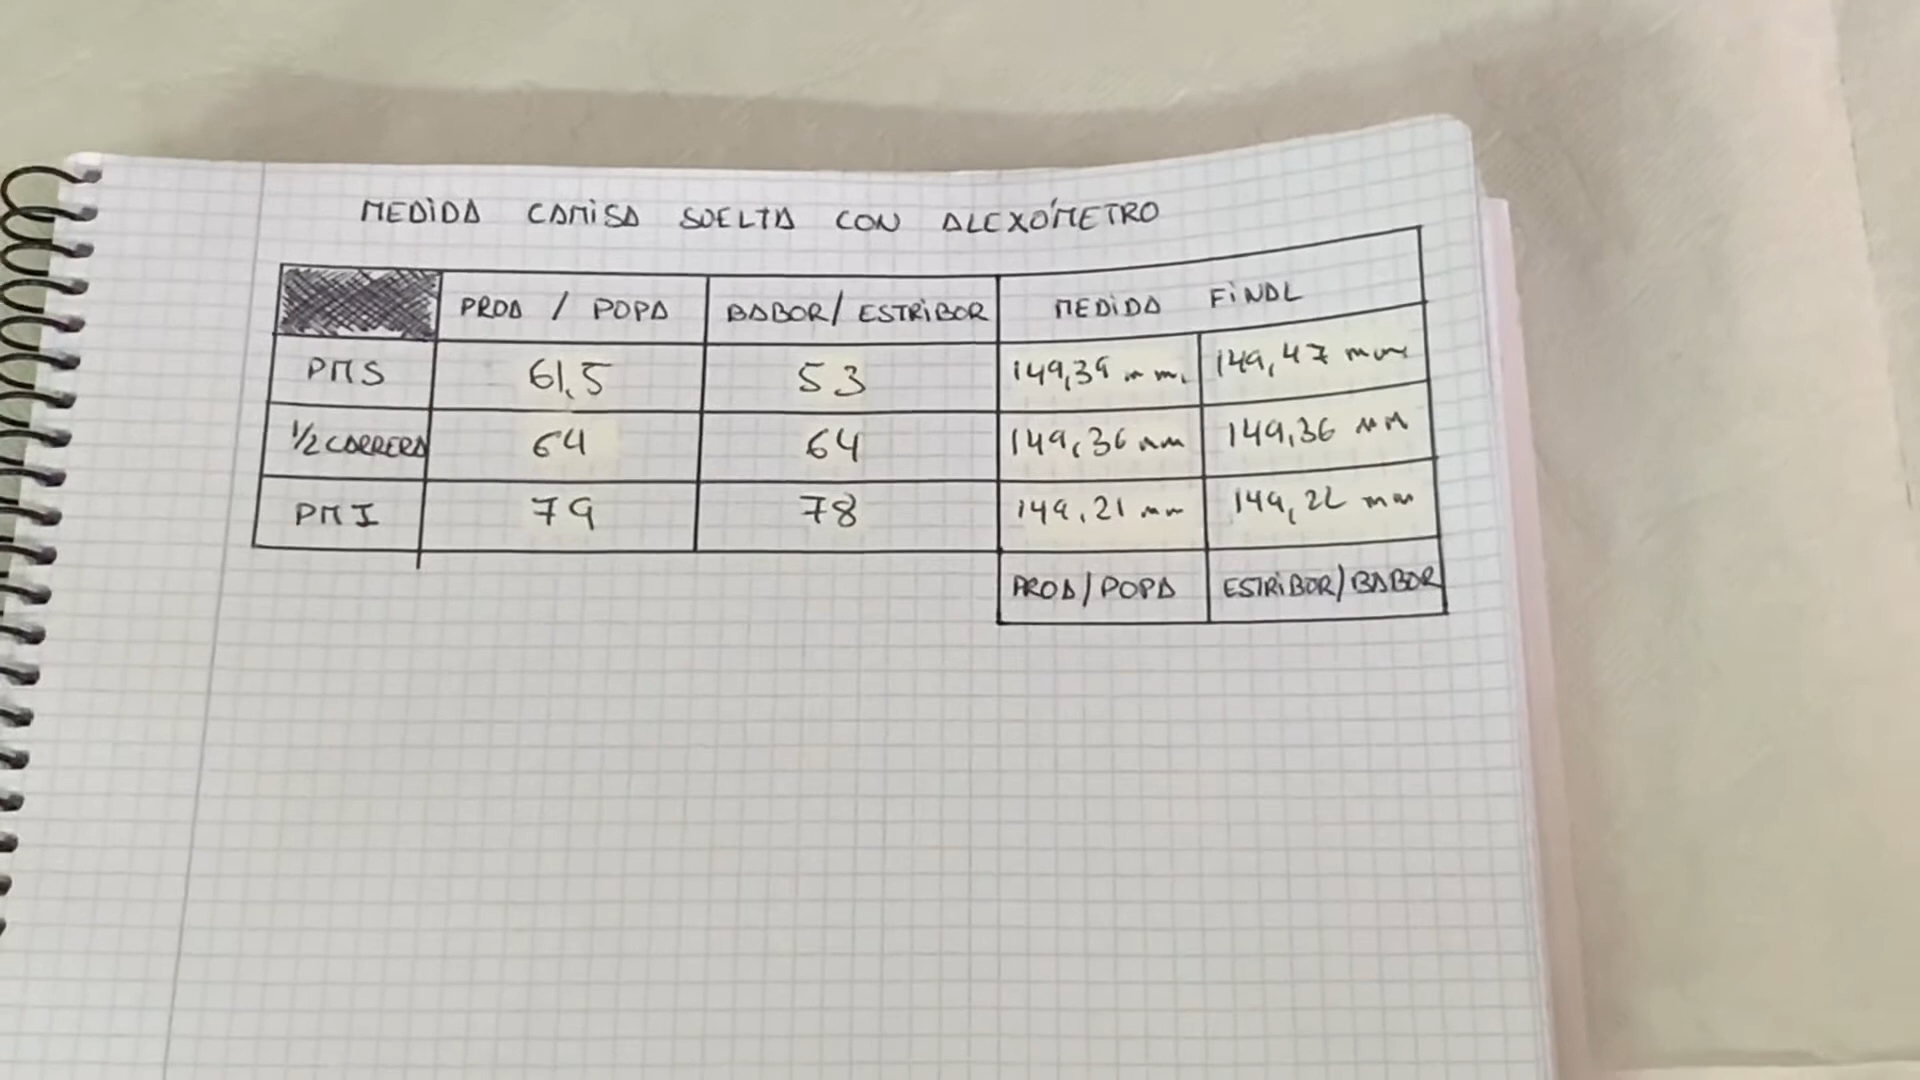 MEDIDA CAMISA SUELTA CON ALEXÓMETRO
PROA / POPA BABOR/ESTRIBOR MEDIDA FINAL
PMS 61,5 53 149,39 mm. 149,47 mm
1/2 CARRERA 64 64 149,36 mm 149,36 mm
PMI 79 78 149,21 mm 149,22 mm
PROA/POPA ESTRIBOR/BABOR